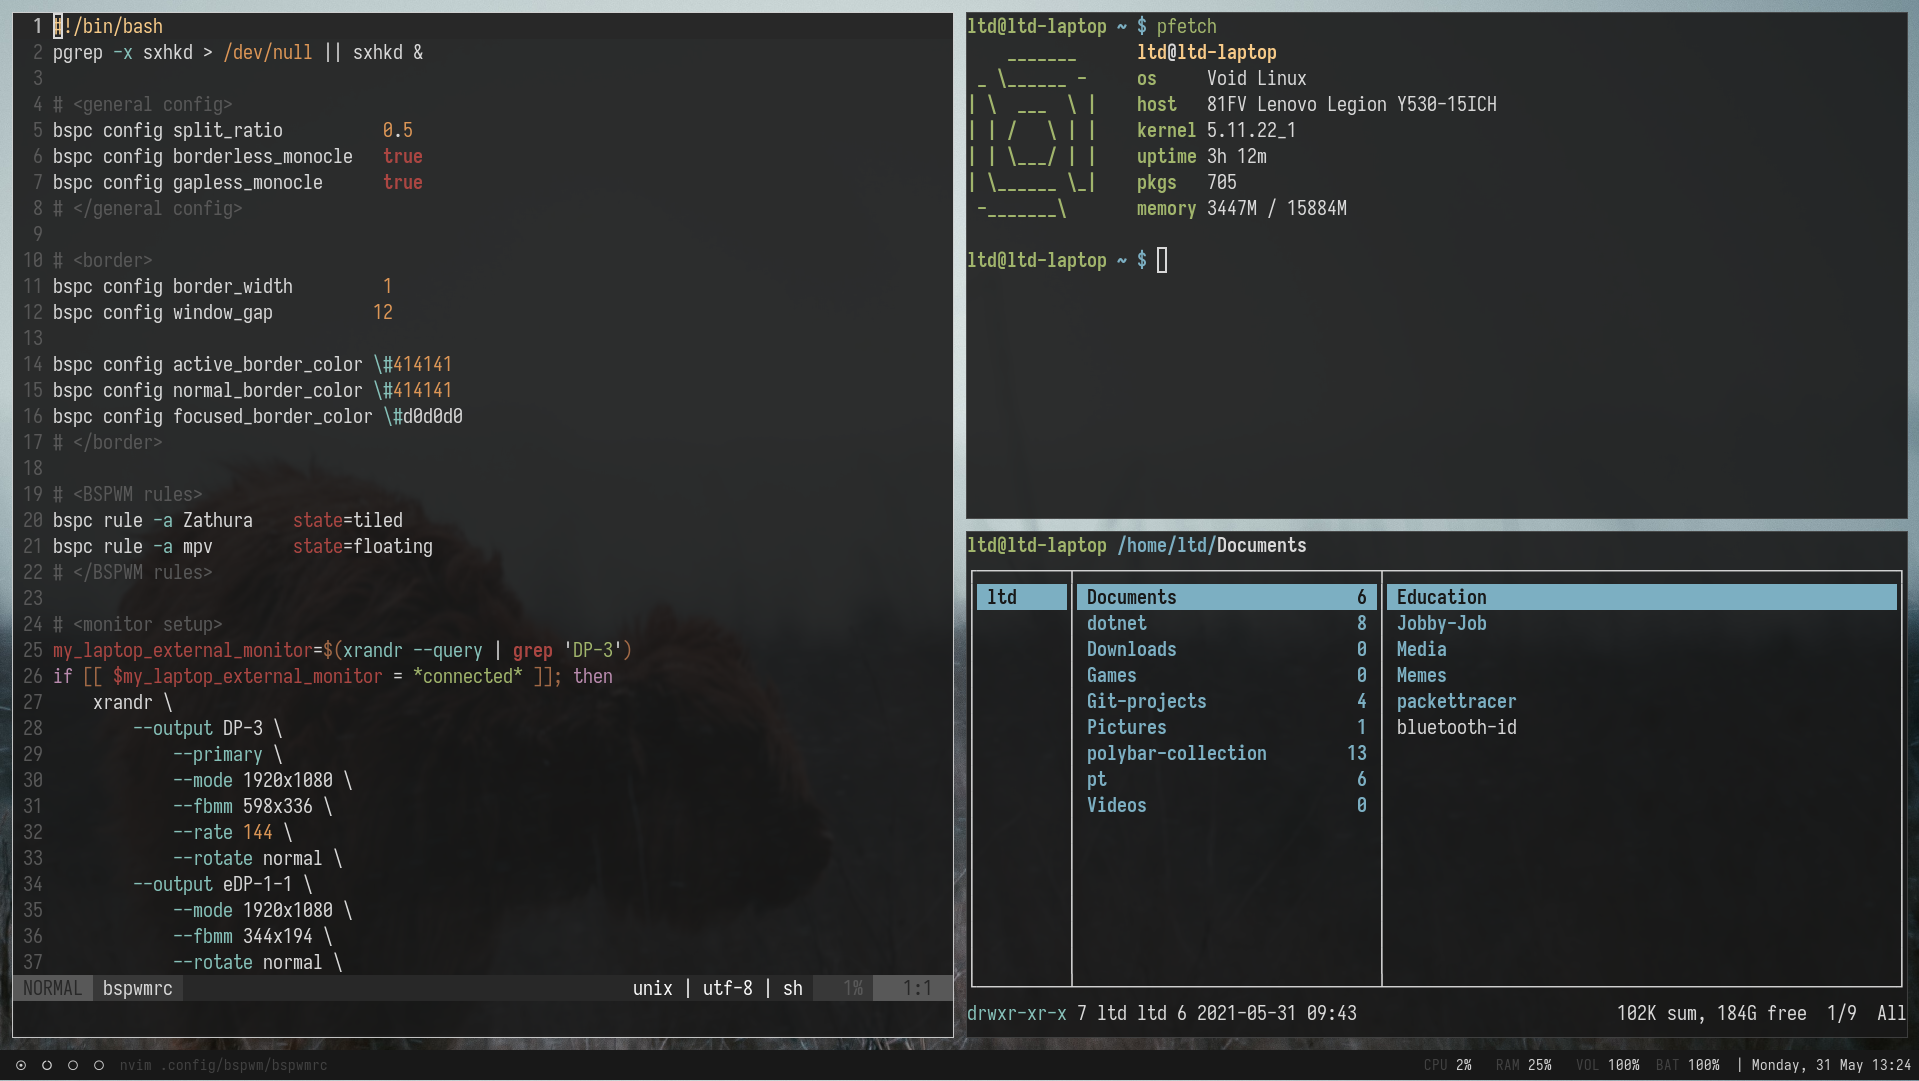 1 #!/bin/bash
2 pgrep -x sxhkd > /dev/null || sxhkd &
3
4 # <general config>
5 bspc config split_ratio          0.5
6 bspc config borderless_monocle   true
7 bspc config gapless_monocle      true
8 # </general config>
9
10 # <border>
11 bspc config border_width         1
12 bspc config window_gap          12
13
14 bspc config active_border_color \#414141
15 bspc config normal_border_color \#414141
16 bspc config focused_border_color \#d0d0d0
17 # </border>
18
19 # <BSPWM rules>
20 bspc rule -a Zathura    state=tiled
21 bspc rule -a mpv        state=floating
22 # </BSPWM rules>
23
24 # <monitor setup>
25 my_laptop_external_monitor=$(xrandr --query | grep 'DP-3')
26 if [[ $my_laptop_external_monitor = *connected* ]]; then
27     xrandr \
28         --output DP-3 \
29             --primary \
30             --mode 1920x1080 \
31             --fbmm 598x336 \
32             --rate 144 \
33             --rotate normal \
34         --output eDP-1-1 \
35             --mode 1920x1080 \
36             --fbmm 344x194 \
37             --rotate normal \
NORMAL bspwmrc unix | utf-8 | sh 1% 1:1
ltd@ltd-laptop ~ $ pfetch
ltd@ltd-laptop
os     Void Linux
host   81FV Lenovo Legion Y530-15ICH
kernel 5.11.22_1
uptime 3h 12m
pkgs   705
memory 3447M / 15884M
ltd@ltd-laptop ~ $
ltd@ltd-laptop /home/ltd/Documents
ltd Documents 6 Education
dotnet 8 Jobby-Job
Downloads 0 Media
Games 0 Memes
Git-projects 4 packettracer
Pictures 1 bluetooth-id
polybar-collection 13
pt 6
Videos 0
drwxr-xr-x 7 ltd ltd 6 2021-05-31 09:43 102K sum, 184G free 1/9 All
nvim .config/bspwm/bspwmrc CPU 2% RAM 25% VOL 100% BAT 100% | Monday, 31 May 13:24